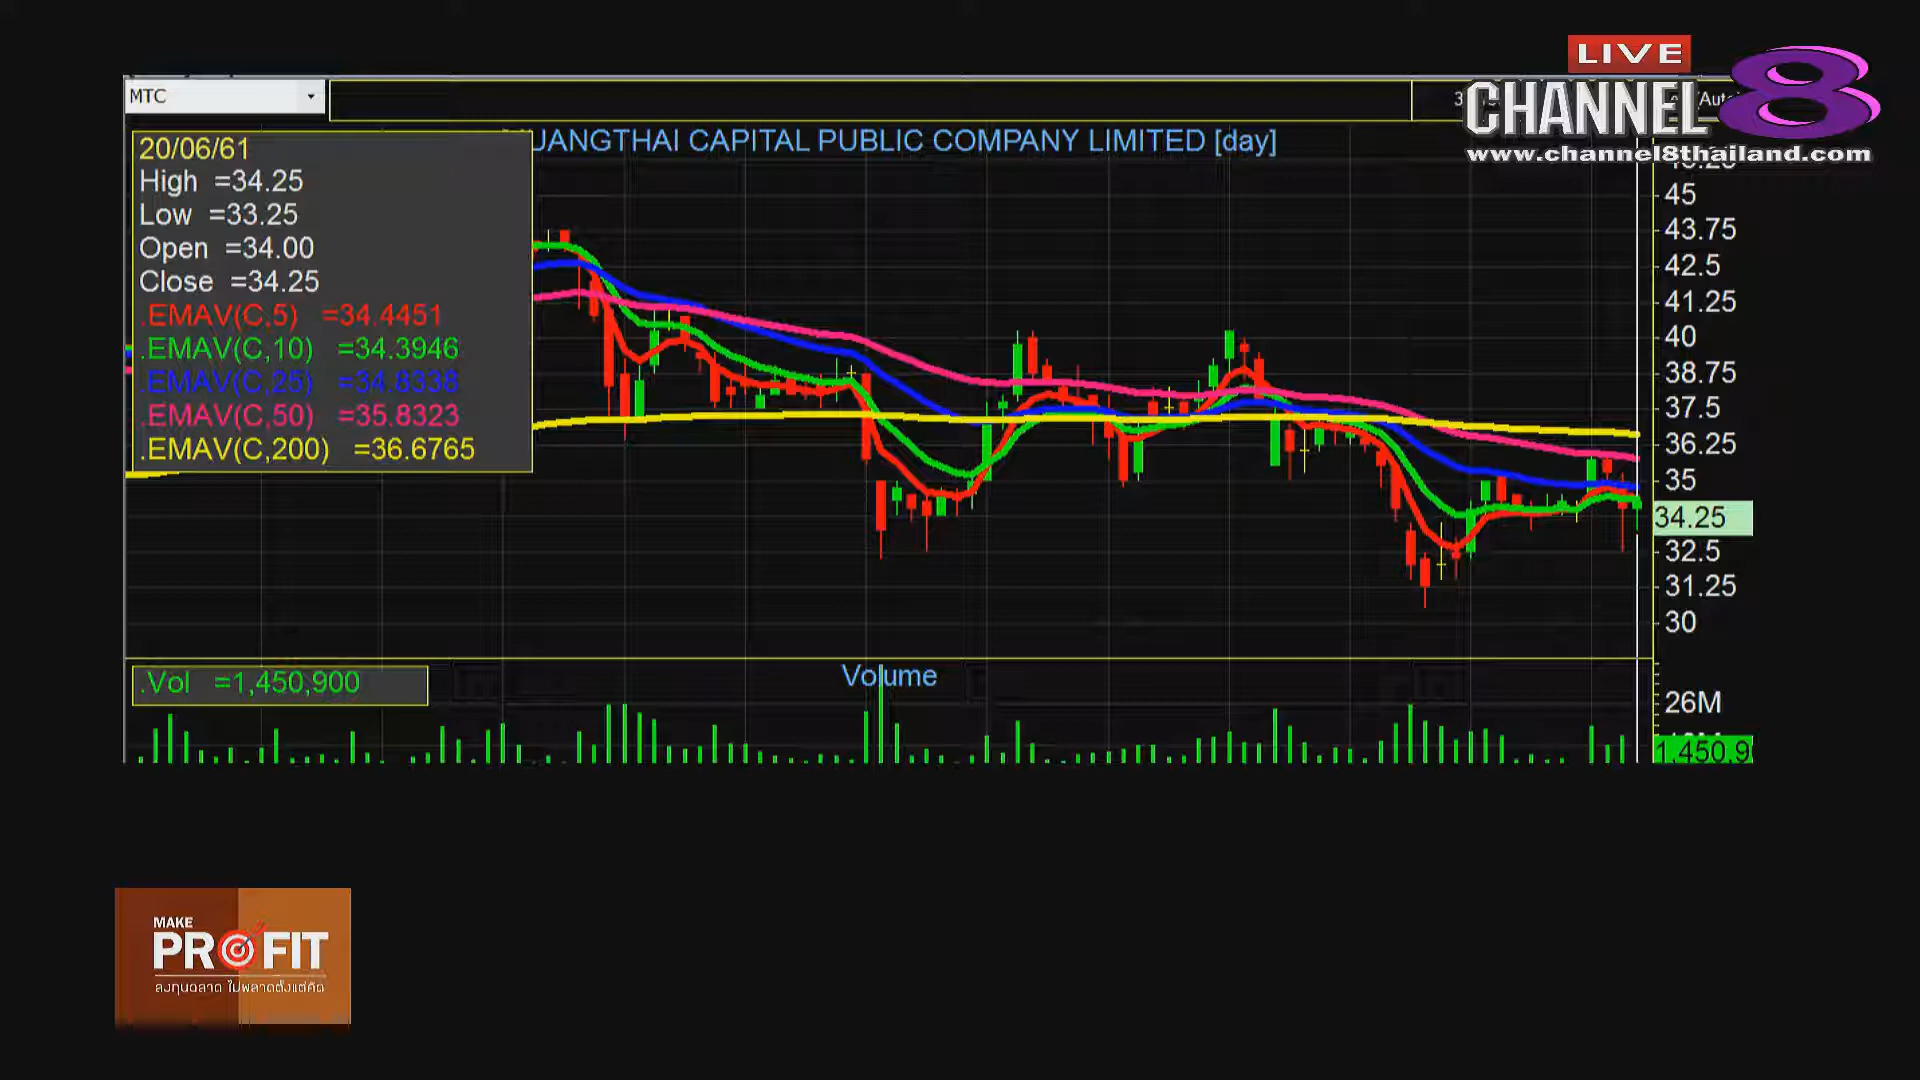 LIVE
CHANNEL 8
www.channel8thailand.com
MTC
UANGTHAI CAPITAL PUBLIC COMPANY LIMITED [day]
20/06/61
High =34.25
Low =33.25
Open =34.00
Close =34.25
.EMAV(C,5) =34.4451
.EMAV(C,10) =34.3946
.EMAV(C,25) =34.8338
.EMAV(C,50) =35.8323
.EMAV(C,200) =36.6765
45
43.75
42.5
41.25
40
38.75
37.5
36.25
35
34.25
32.5
31.25
30
.Vol =1,450,900
Volume
26M
1,450,9
MAKE
PROFIT
ลงทุนฉลาด ไม่พลาดตั้งแต่คิด